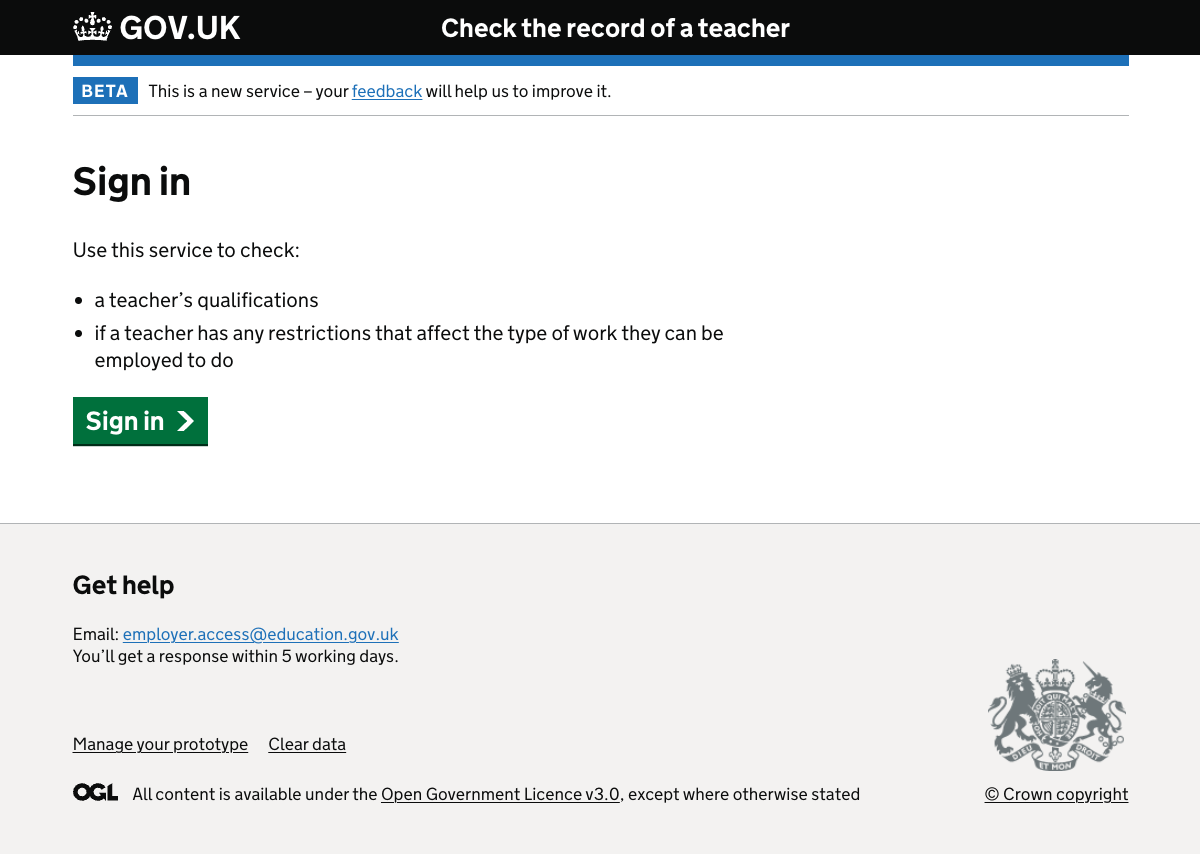 GOV.UK
Check the record of a teacher
BETA This is a new service – your feedback will help us to improve it.
Sign in
Use this service to check:
• a teacher’s qualifications
• if a teacher has any restrictions that affect the type of work they can be
employed to do
Sign in
Get help
Email: employer.access@education.gov.uk
You’ll get a response within 5 working days.
Manage your prototype Clear data
DIEU ET MON DROIT
OGL All content is available under the Open Government Licence v3.0, except where otherwise stated
© Crown copyright